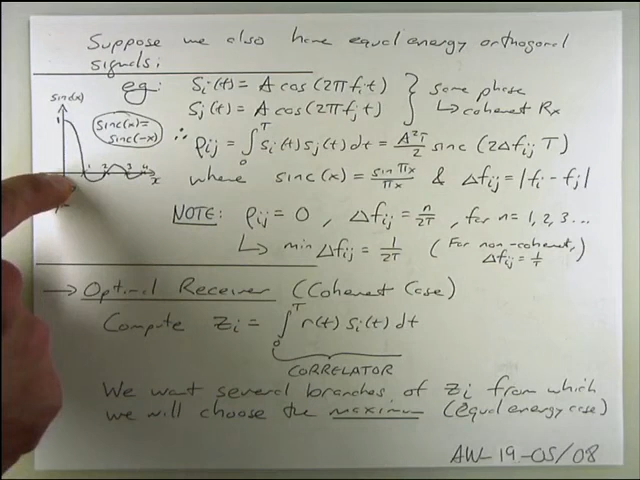 Suppose we also have equal energy orthogonal
signals:
eg: Si(t) = A cos(2πfit)
Sj(t) = A cos(2πfjt)
} same phase
↳ coherent Rx
sinc(x)
1
1 2 3 4 x
sinc(x)=
sinc(-x)
∴ ρij = ∫₀ᵀ si(t) sj(t) dt = A²T/2 sinc (2Δfij T)
where sinc(x) = sin πx/πx & Δfij = |fi - fj|
NOTE: ρij = 0 , Δfij = n/2T , for n = 1, 2, 3 ...
↳ min Δfij = 1/2T (For non-coherent, Δfij = 1/T)
→ Optimal Receiver (Coherent Case)
Compute Zi = ∫₀ᵀ r(t) si(t) dt
CORRELATOR
We want several branches of Zi from which
we will choose the maximum (equal energy case)
AW-19-05/08